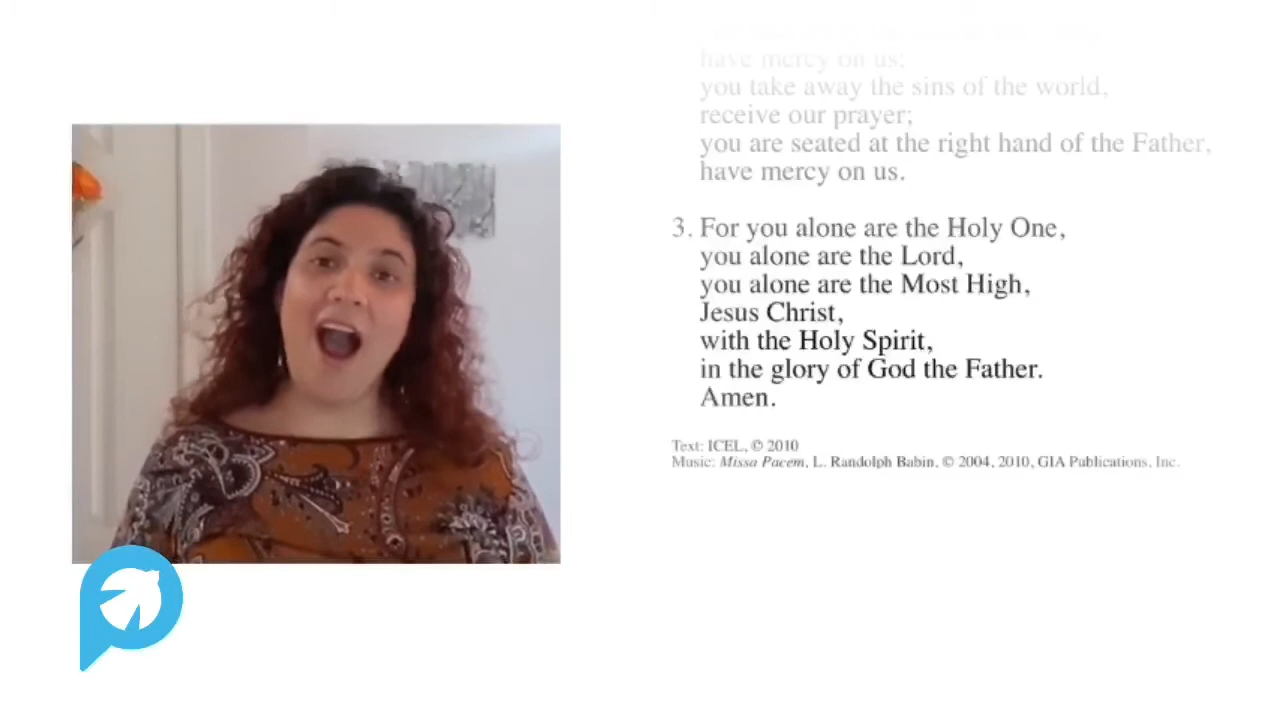 have mercy on us;
you take away the sins of the world,
receive our prayer;
you are seated at the right hand of the Father,
have mercy on us.
3. For you alone are the Holy One,
you alone are the Lord,
you alone are the Most High,
Jesus Christ,
with the Holy Spirit,
in the glory of God the Father.
Amen.
Text: ICEL, © 2010
Music: Missa Pacem, L. Randolph Babin, © 2004, 2010, GIA Publications, Inc.